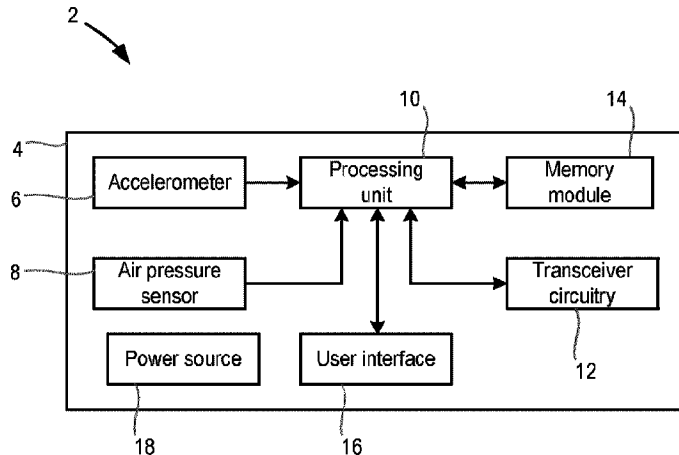 2
10
14
4
Accelerometer
Processing
unit
Memory
module
6
8
Air pressure
sensor
Transceiver
circuitry
Power source
User interface
12
18
16